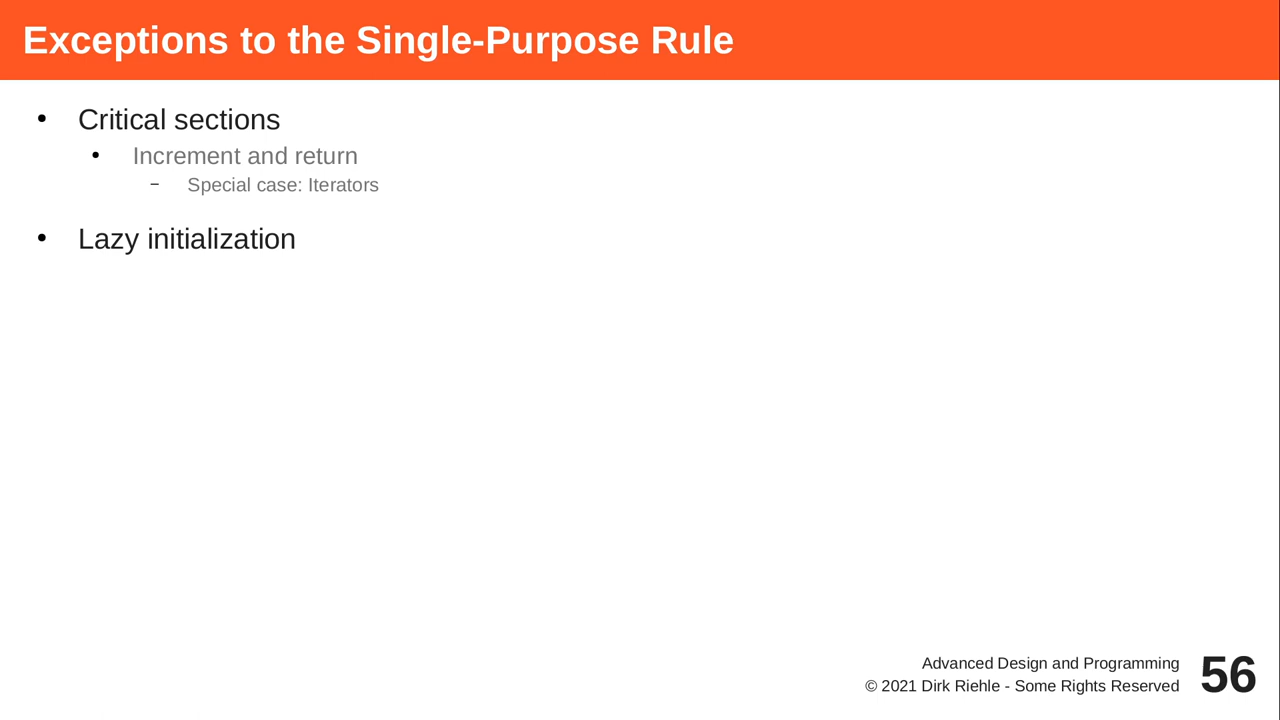 Exceptions to the Single-Purpose Rule
• Critical sections
• Increment and return
– Special case: Iterators
• Lazy initialization
Advanced Design and Programming
© 2021 Dirk Riehle - Some Rights Reserved
56